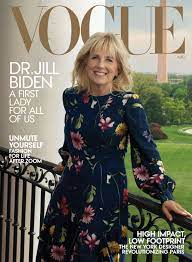 VOGUE
DR. JILL
BIDEN
A FIRST
LADY FOR
ALL OF
US
UNMUTE
YOURSELF
FASHION
FOR LIFE
AFTER ZOOM
HIGH IMPACT,
LOW FOOTPRINT
THE NEW YORK DESIGNER
REVOLUTIONIZING PARIS